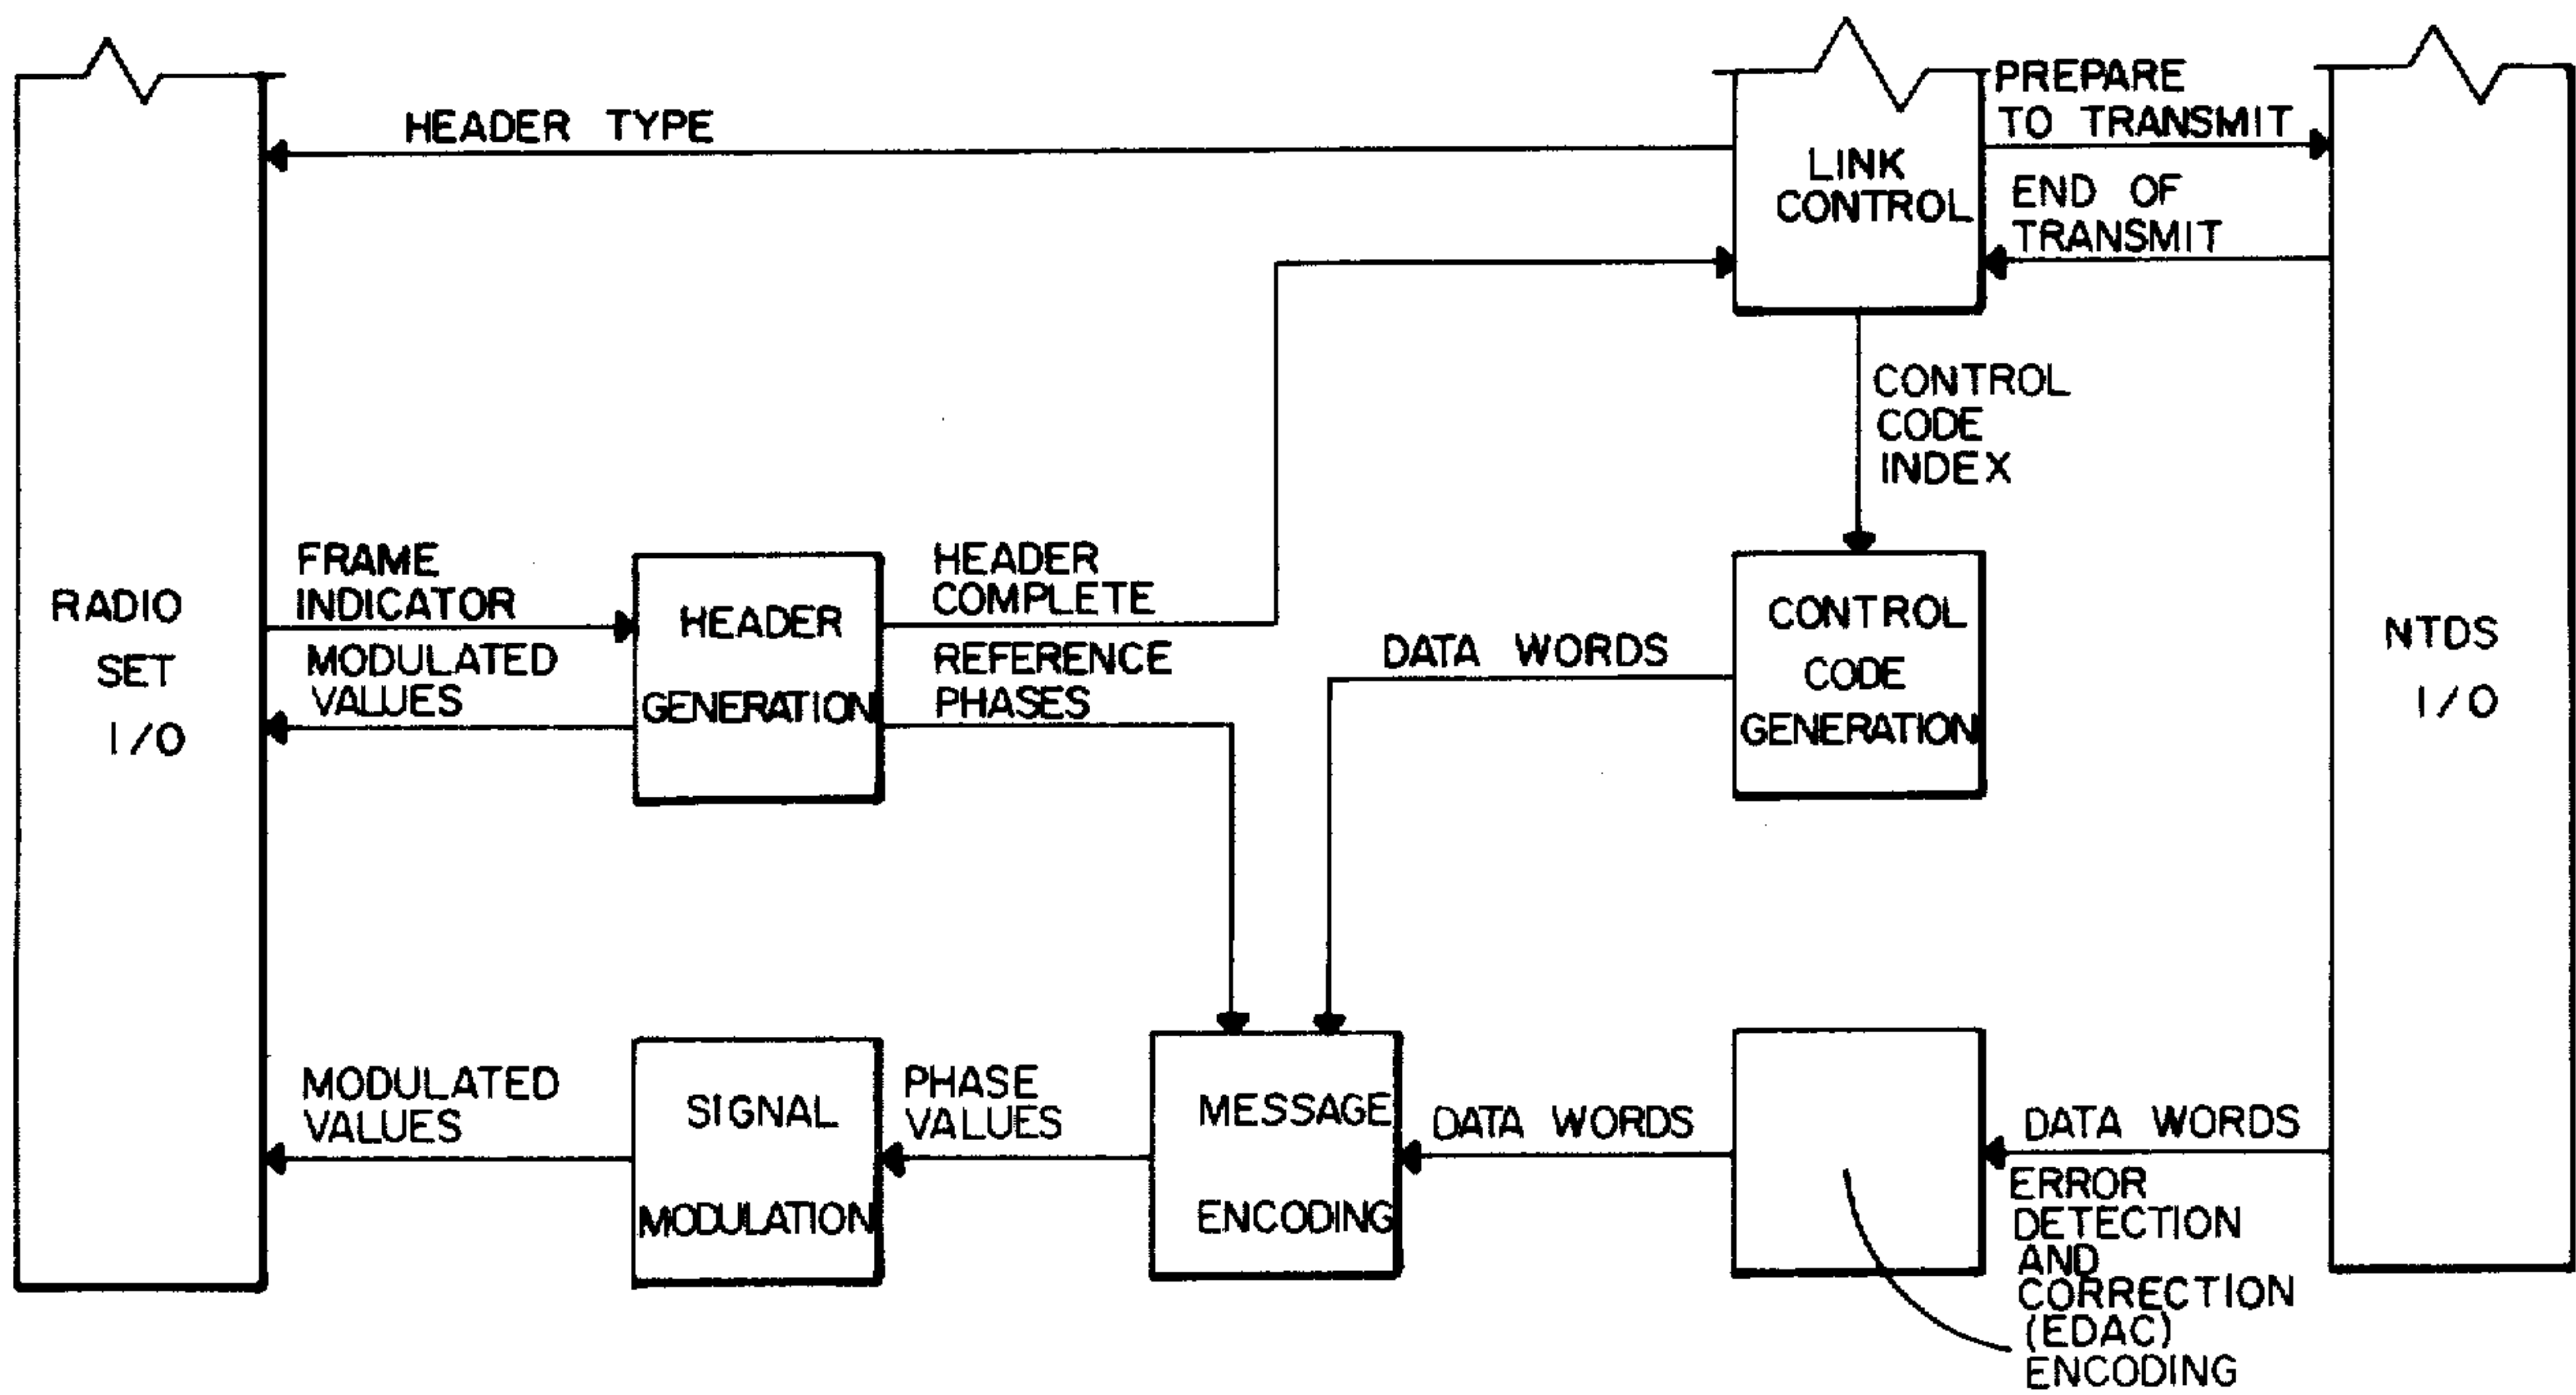 HEADER TYPE
PREPARE
TO TRANSMIT
LINK
CONTROL
END OF
TRANSMIT
CONTROL
CODE
INDEX
RADIO
SET
I/O
FRAME
INDICATOR
MODULATED
VALUES
HEADER
GENERATION
HEADER
COMPLETE
REFERENCE
PHASES
DATA WORDS
CONTROL
CODE
GENERATION
NTDS
I/O
MODULATED
VALUES
SIGNAL
MODULATION
PHASE
VALUES
MESSAGE
ENCODING
DATA WORDS
DATA WORDS
ERROR
DETECTION
AND
CORRECTION
(EDAC)
ENCODING